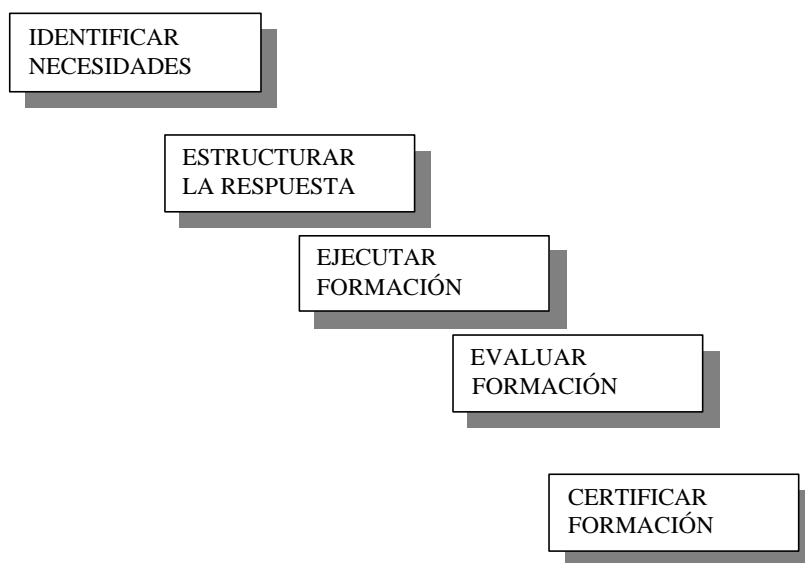 IDENTIFICAR
NECESIDADES
ESTRUCTURAR
LA RESPUESTA
EJECUTAR
FORMACIÓN
EVALUAR
FORMACIÓN
CERTIFICAR
FORMACIÓN